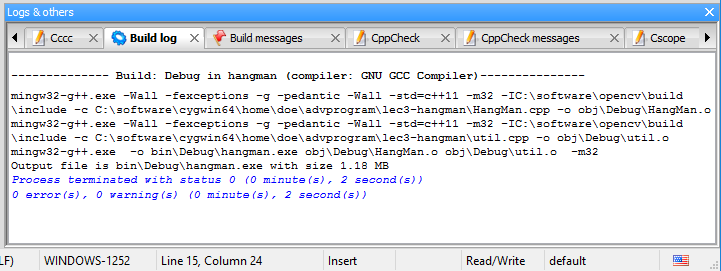 Logs & others
Cccc Build log Build messages CppCheck CppCheck messages Cscope
-------------- Build: Debug in hangman (compiler: GNU GCC Compiler)---------------
mingw32-g++.exe -Wall -fexceptions -g -pedantic -Wall -std=c++11 -m32 -IC:\software\opencv\build
\include -c C:\software\cygwin64\home\doe\advprogram\lec3-hangman\HangMan.cpp -o obj\Debug\HangMan.o
mingw32-g++.exe -Wall -fexceptions -g -pedantic -Wall -std=c++11 -m32 -IC:\software\opencv\build
\include -c C:\software\cygwin64\home\doe\advprogram\lec3-hangman\util.cpp -o obj\Debug\util.o
mingw32-g++.exe  -o bin\Debug\hangman.exe obj\Debug\HangMan.o obj\Debug\util.o  -m32
Output file is bin\Debug\hangman.exe with size 1.18 MB
Process terminated with status 0 (0 minute(s), 2 second(s))
0 error(s), 0 warning(s) (0 minute(s), 2 second(s))
LF) WINDOWS-1252 Line 15, Column 24 Insert Read/Write default